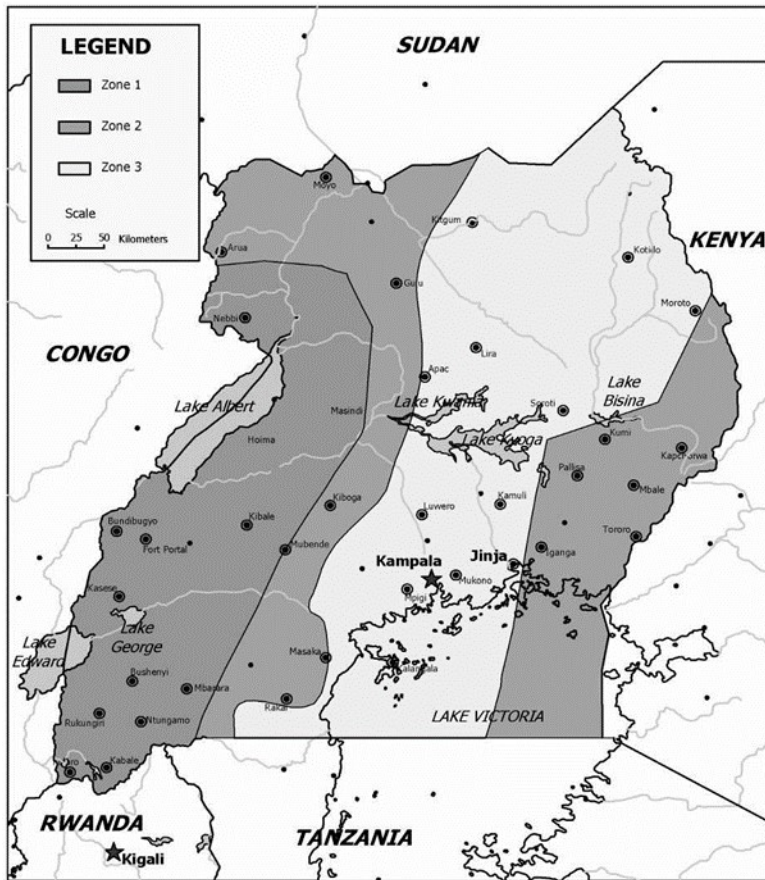 LEGEND
Zone 1
Zone 2
Zone 3
Scale
0 25 50 Kilometers
SUDAN
KENYA
CONGO
RWANDA
TANZANIA
Moyo
Arua
Nebbi
Gulu
Kitgum
Kotido
Moroto
Lira
Apac
Lake Albert
Masindi
Hoima
Lake Kwania
Lake Kyoga
Soroti
Lake
Bisina
Kumi
Kapchorwa
Pallisa
Mbale
Tororo
Iganga
Kamuli
Luwero
Kiboga
Kibale
Mubende
Bundibugyo
Fort Portal
Kasese
Kampala
Jinja
Mukono
Mpigi
Lake
Edward
Lake
George
Bushenyi
Mbarara
Masaka
Rakai
Kalangala
LAKE VICTORIA
Rukungiri
Ntungamo
Kabale
Kigali